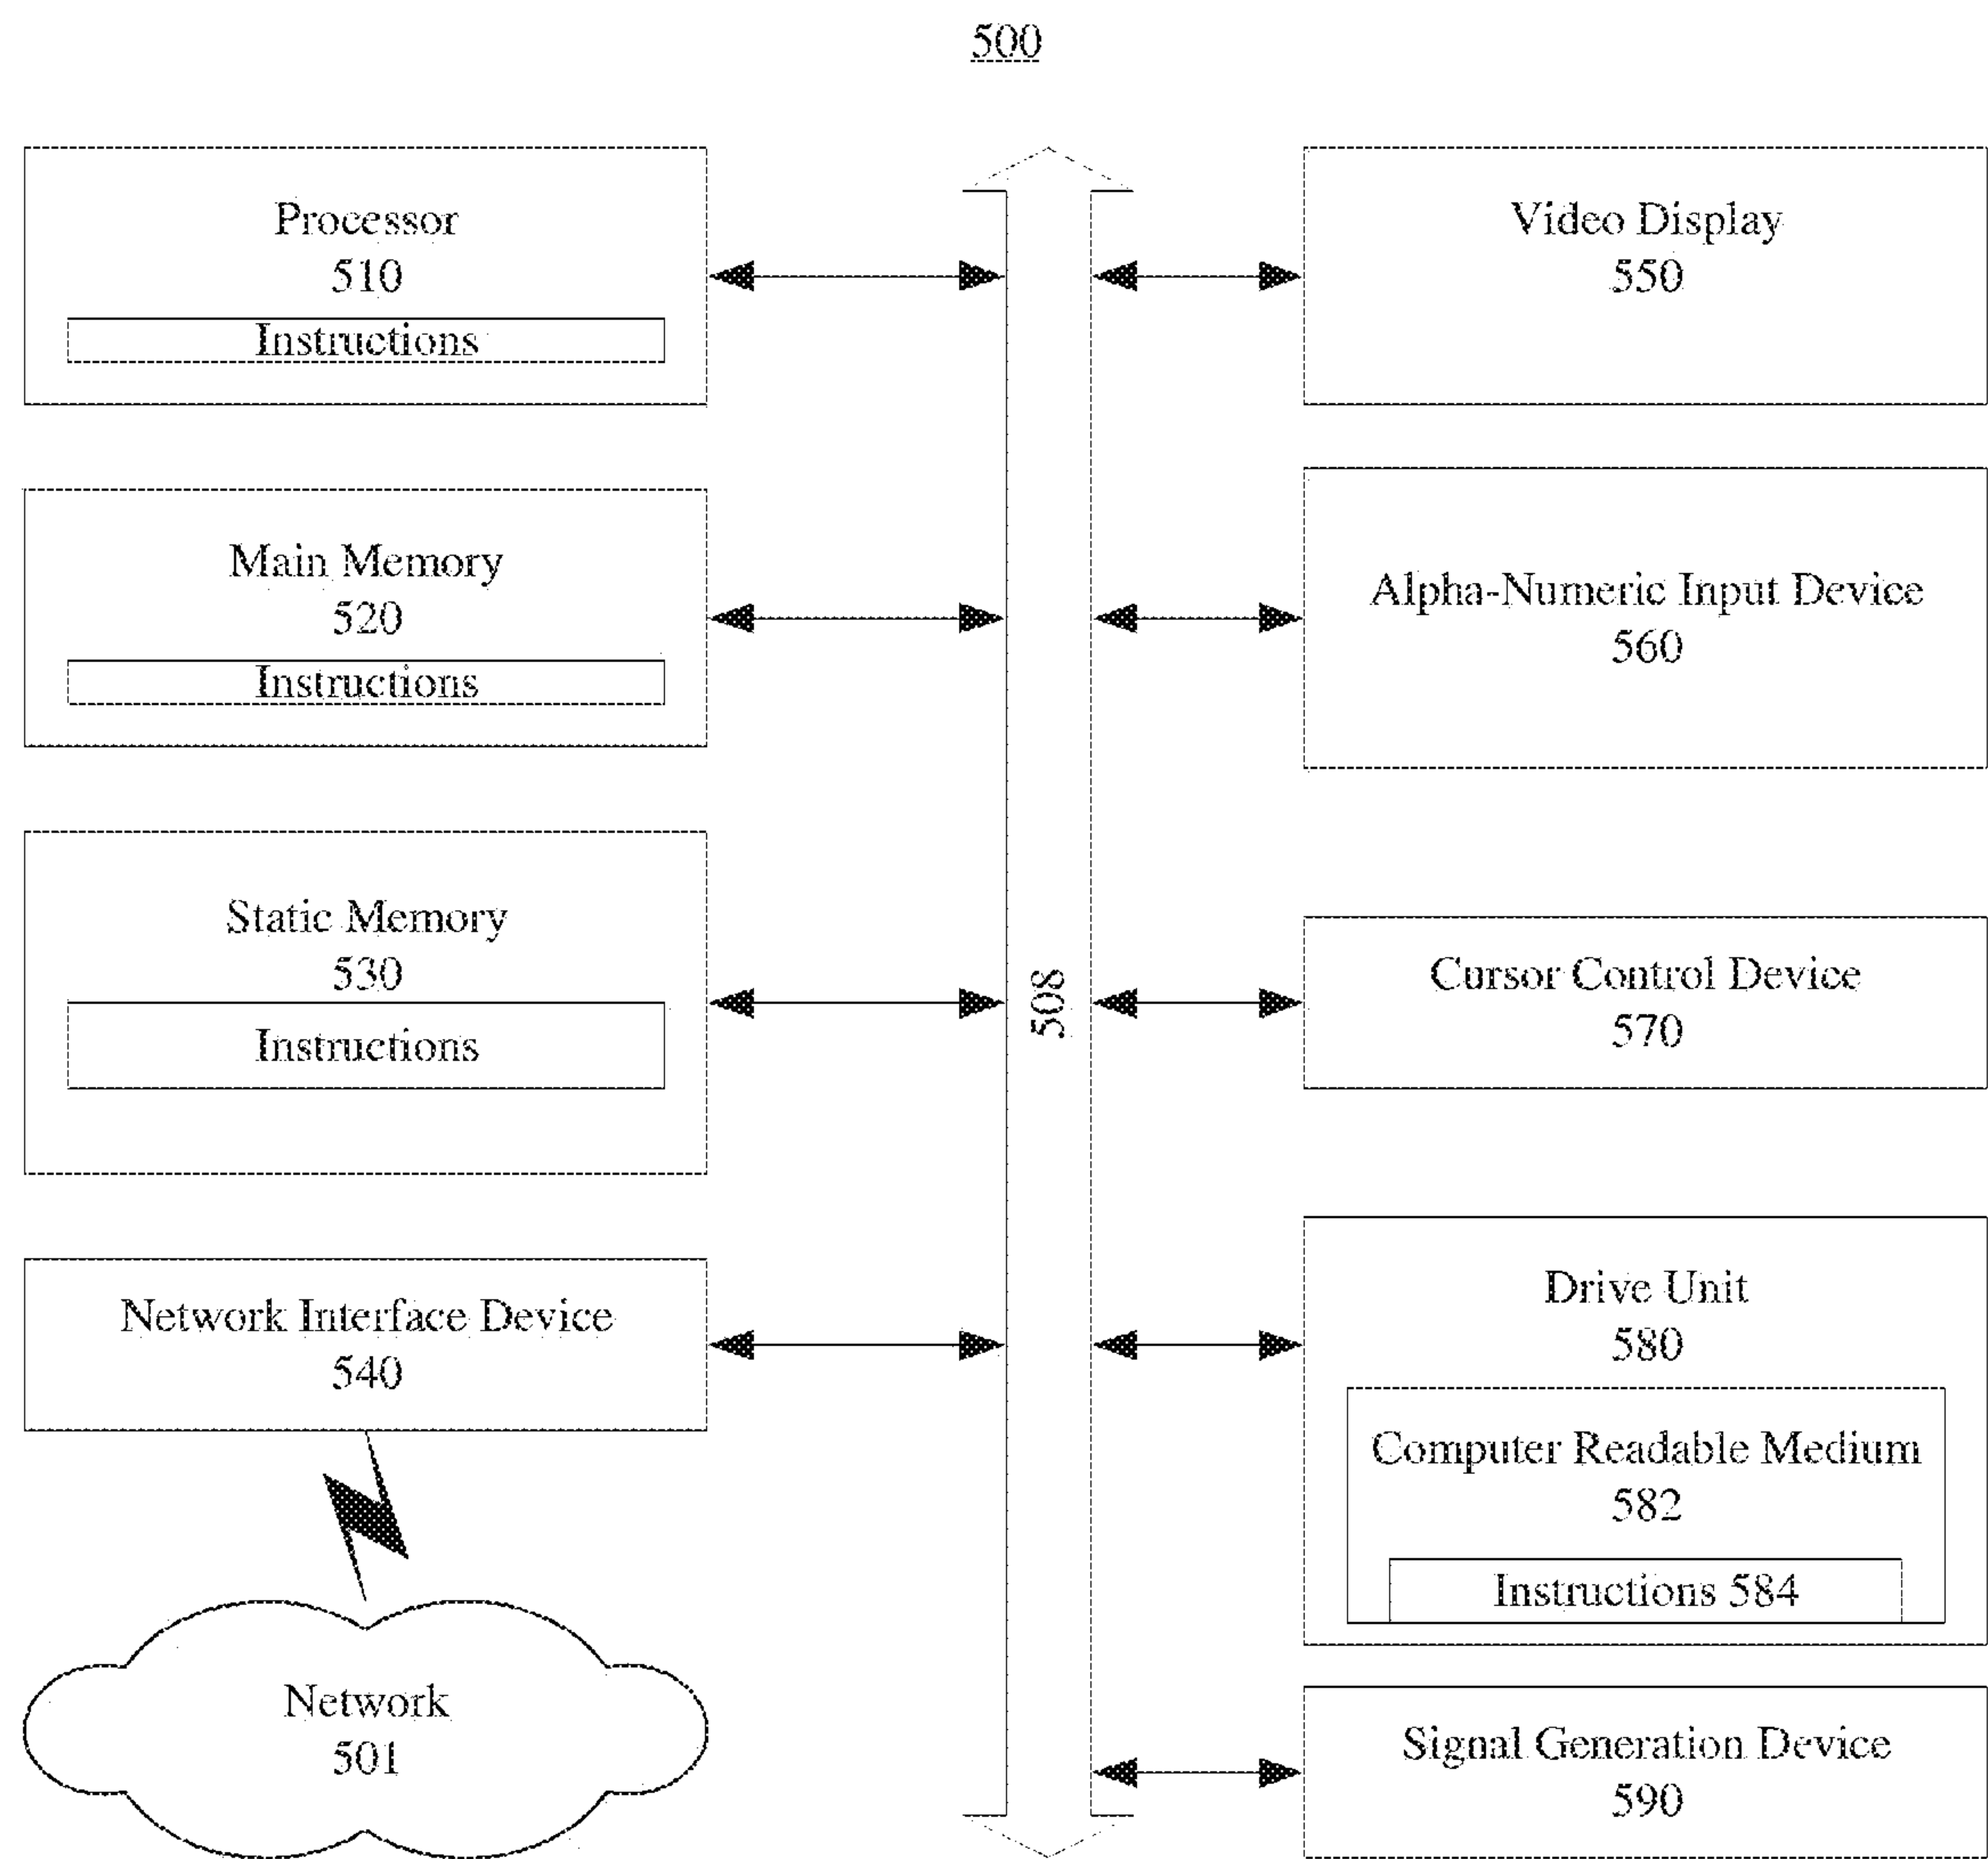 500
Processor
510
Instructions
Main Memory
520
Instructions
Static Memory
530
Instructions
Network Interface Device
540
Network
501
508
Video Display
550
Alpha-Numeric Input Device
560
Cursor Control Device
570
Drive Unit
580
Computer Readable Medium
582
Instructions 584
Signal Generation Device
590